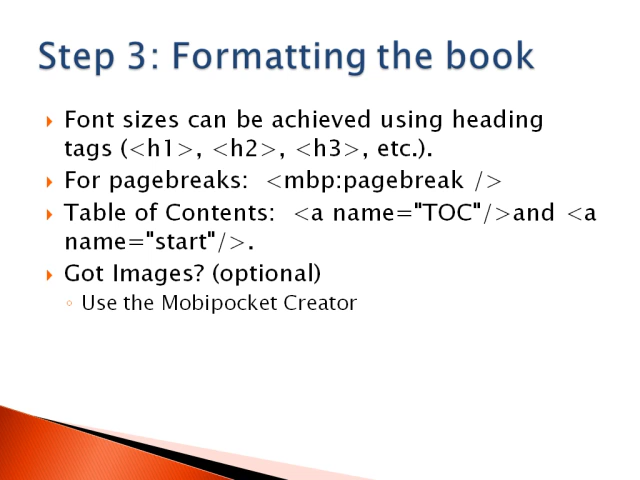 Step 3: Formatting the book
Font sizes can be achieved using heading
tags (<h1>, <h2>, <h3>, etc.).
For pagebreaks:  <mbp:pagebreak />
Table of Contents:  <a name="TOC"/>and <a
name="start"/>.
Got Images? (optional)
Use the Mobipocket Creator